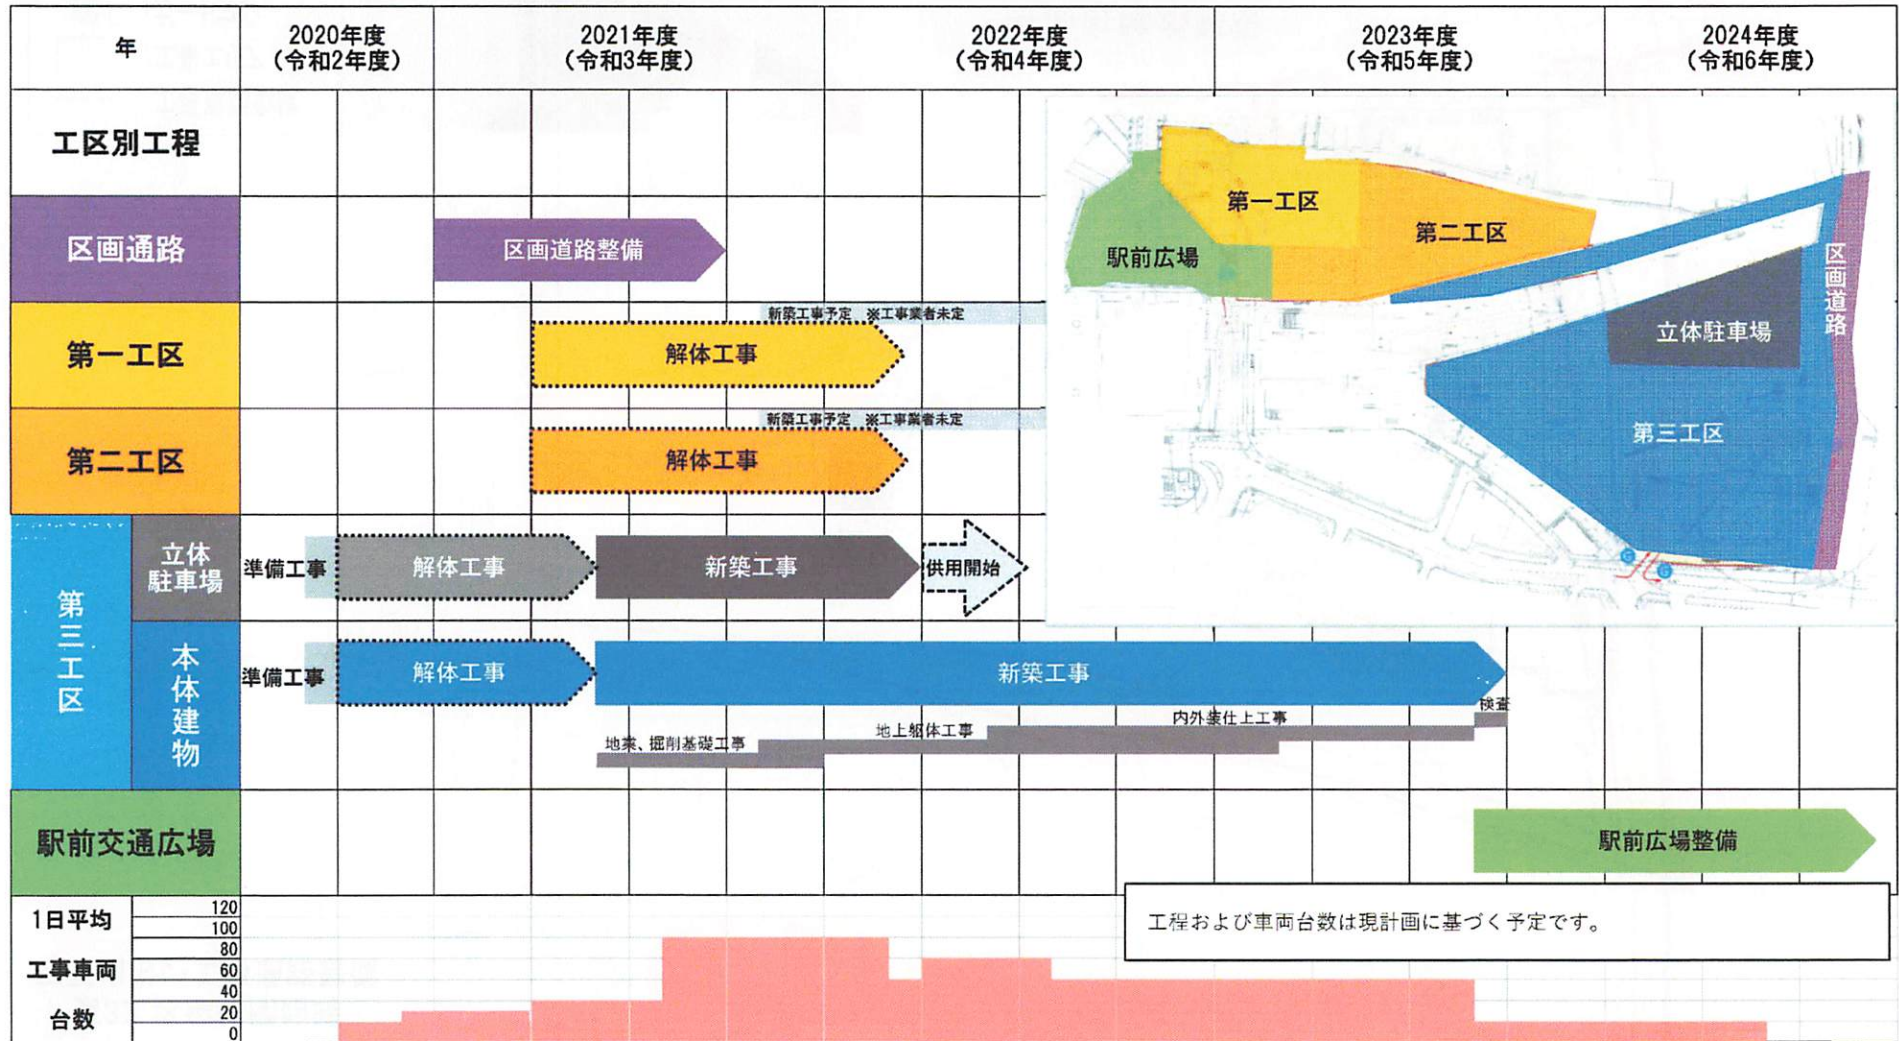 年
2020年度
（令和2年度）
2021年度
（令和3年度）
2022年度
（令和4年度）
2023年度
（令和5年度）
2024年度
（令和6年度）
工区別工程
区画通路
区画道路整備
第一工区
新築工事予定　※工事業者未定
解体工事
第二工区
新築工事予定　※工事業者未定
解体工事
第三工区
立体
駐車場
準備工事
解体工事
新築工事
供用開始
本体建物
準備工事
解体工事
新築工事
地業、掘削基礎工事
地上躯体工事
内外装仕上工事
検査
駅前交通広場
駅前広場整備
1日平均
工事車両
台数
120
100
80
60
40
20
0
工程および車両台数は現計画に基づく予定です。
第一工区
第二工区
駅前広場
区画道路
立体駐車場
第三工区
G
G